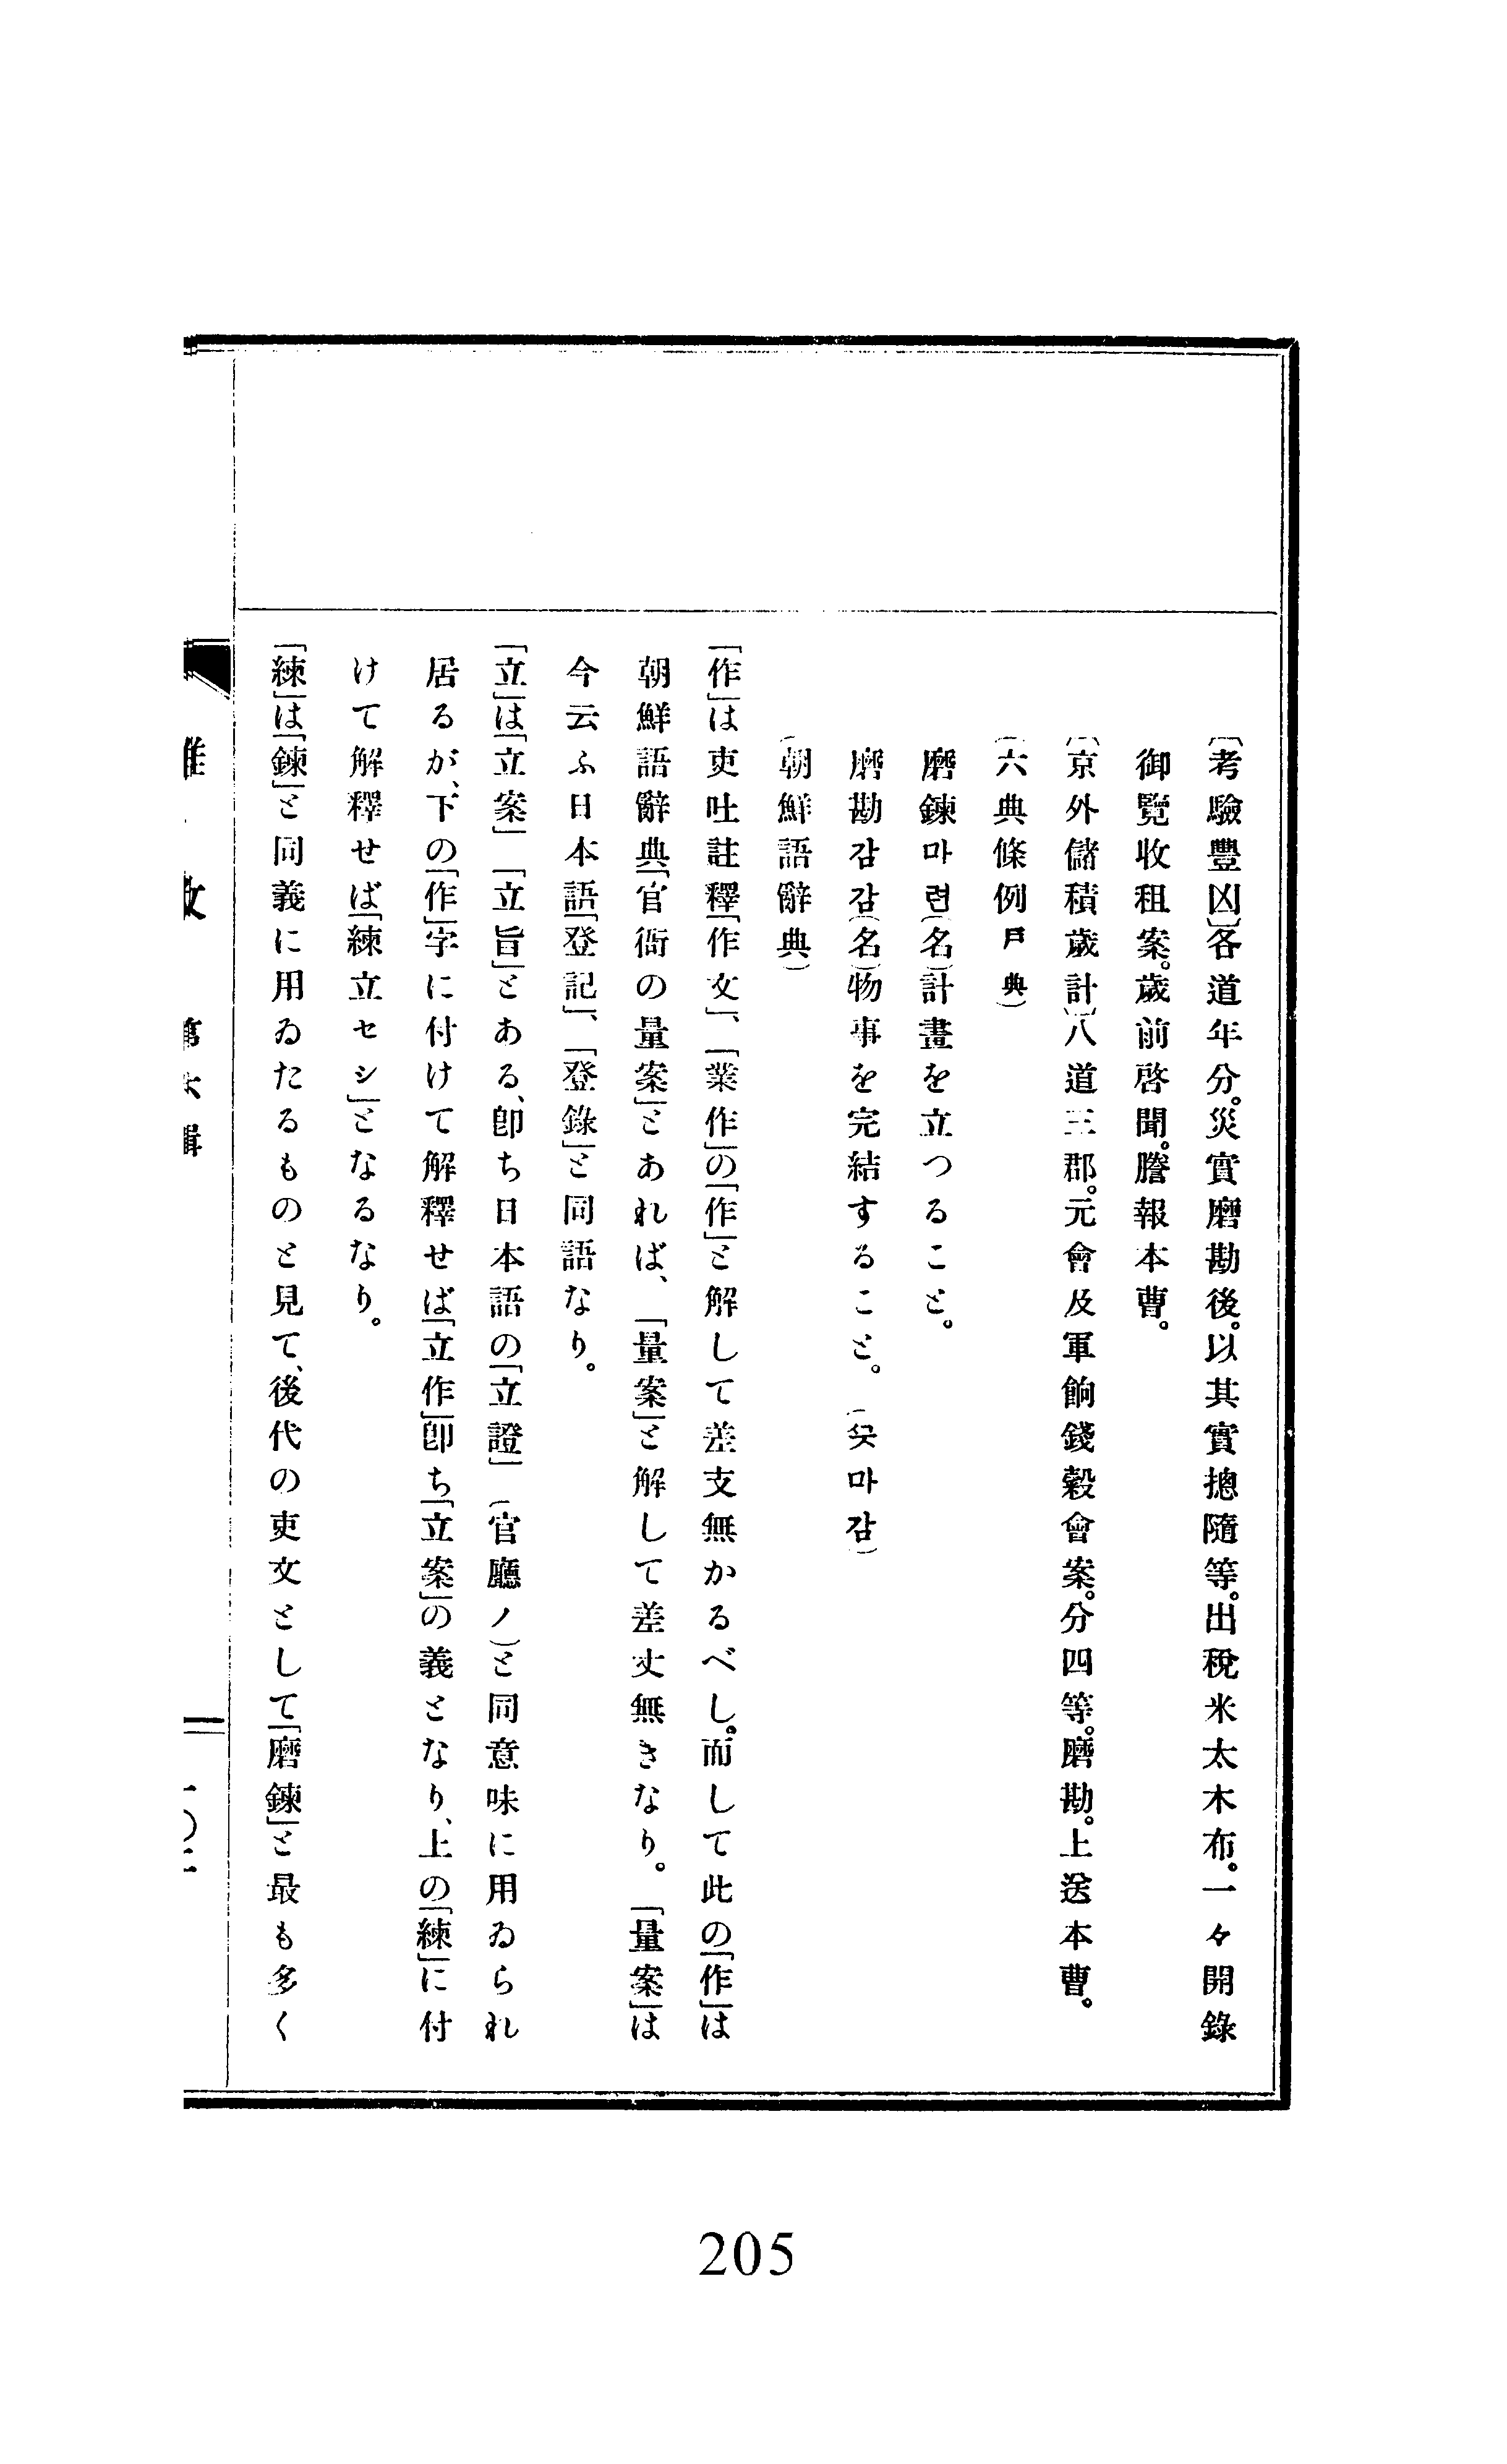 〔考驗豐凶〕各道年分。災實磨勘後。以其實摠隨等。出稅米太木布。一々開錄
御覽收租案。歲前啓聞。謄報本曹。
〔京外儲積歲計〕八道三郡。元會及軍餉錢穀會案。分四等。磨勘。上送本曹。
(六典條例戶典)
磨鍊마련(名)計畫を立つること。
磨勘감감(名)物事を完結すること。(굿마감)
(朝鮮語辭典)
「作」は吏吐註釋「作文」、「業作」の「作」と解して差支無かるべし。而して此の「作」は
朝鮮語辭典「官衙の量案」とあれば、「量案」と解して差丈無きなり。「量案」は
今云ふ日本語「登記」、「登錄」と同語なり。
「立」は「立案」「立旨」とある、卽ち日本語の「立證」(官廳ノ)と同意味に用ゐられ
居るが、下の「作」字に付けて解釋せば「立作」卽ち「立案」の義となり、上の「練」に付
けて解釋せば「練立セシ」となるなり。
「練」は「鍊」と同義に用ゐたるものと見て、後代の吏文として「磨鍊」と最も多く
205